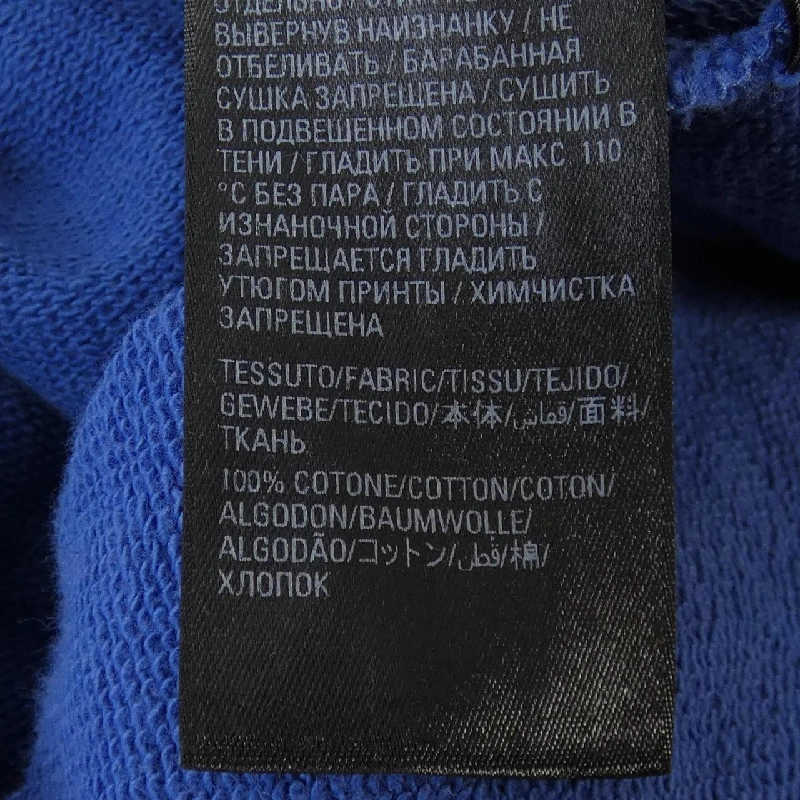 ОТДЕЛЬНО
ВЫВЕРНУВ НАИЗНАНКУ / НЕ
ОТБЕЛИВАТЬ / БАРАБАННАЯ
СУШКА ЗАПРЕЩЕНА / СУШИТЬ
В ПОДВЕШЕННОМ СОСТОЯНИИ В
ТЕНИ / ГЛАДИТЬ ПРИ МАКС 110
°C БЕЗ ПАРА / ГЛАДИТЬ С
ИЗНАНОЧНОЙ СТОРОНЫ /
ЗАПРЕЩАЕТСЯ ГЛАДИТЬ
УТЮГОМ ПРИНТЫ / ХИМЧИСТКА
ЗАПРЕЩЕНА
TESSUTO/FABRIC/TISSU/TEJIDO/
GEWEBE/TECIDO/本体/قماش/面料/
ТКАНЬ
100% COTONE/COTTON/COTON/
ALGODON/BAUMWOLLE/
ALGODÃO/コットン/قطن/棉/
ХЛОПОК